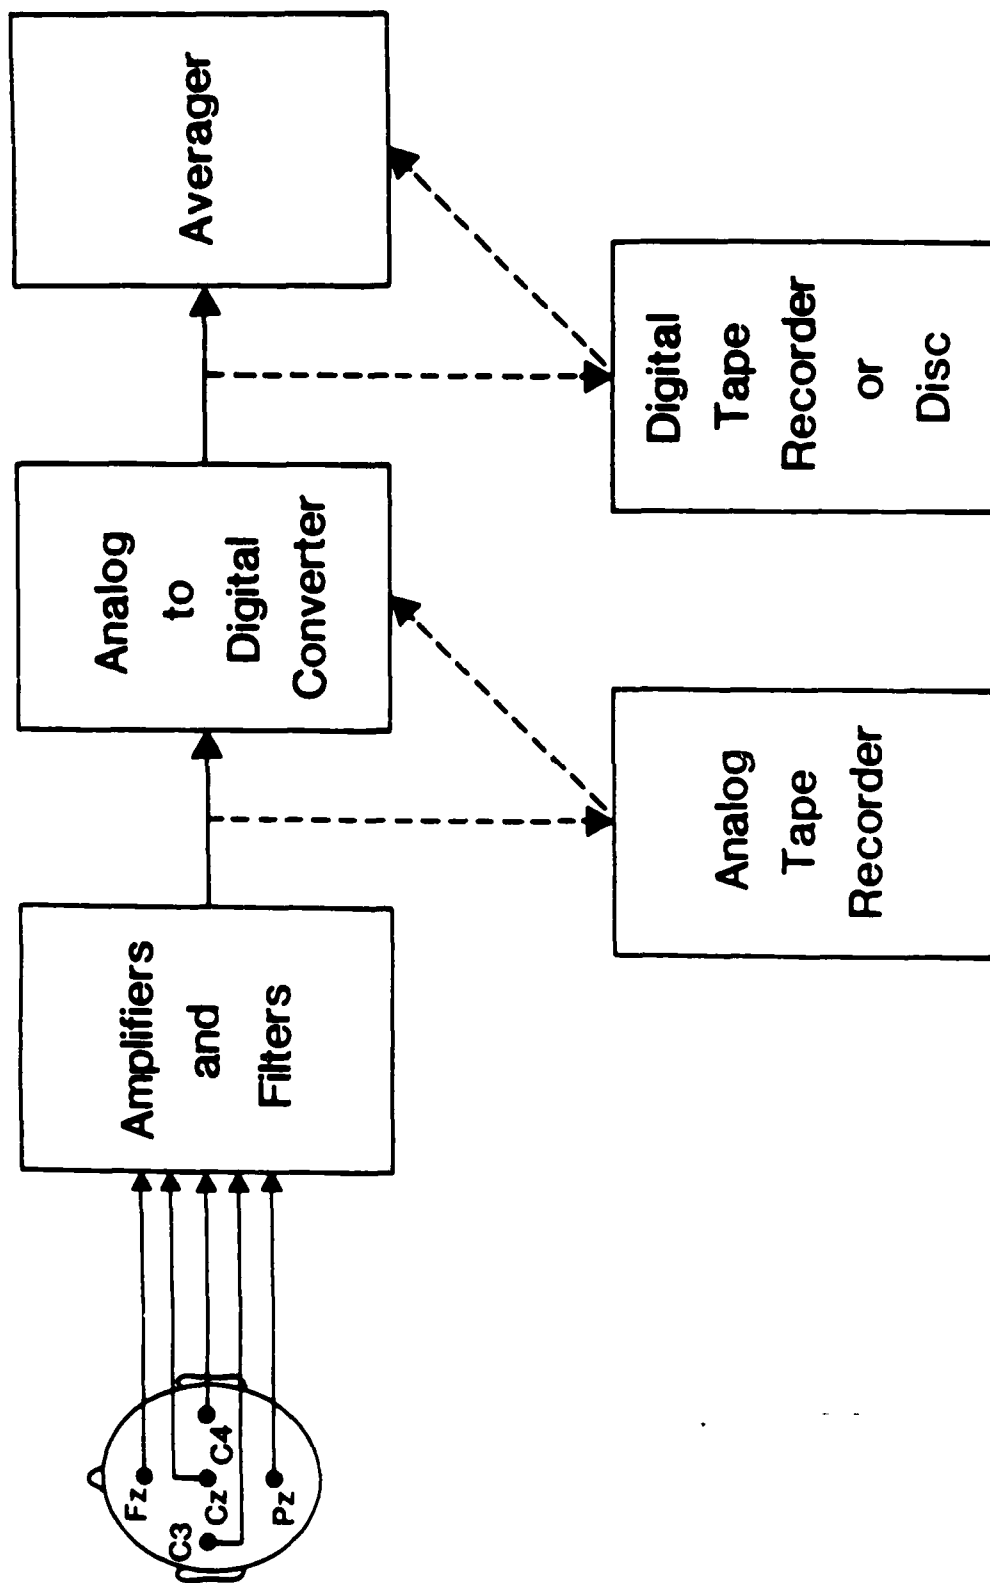 Fz
C3
Cz
C4
Pz
Amplifiers
and
Filters
Analog
to
Digital
Converter
Averager
Analog
Tape
Recorder
Digital
Tape
Recorder
or
Disc